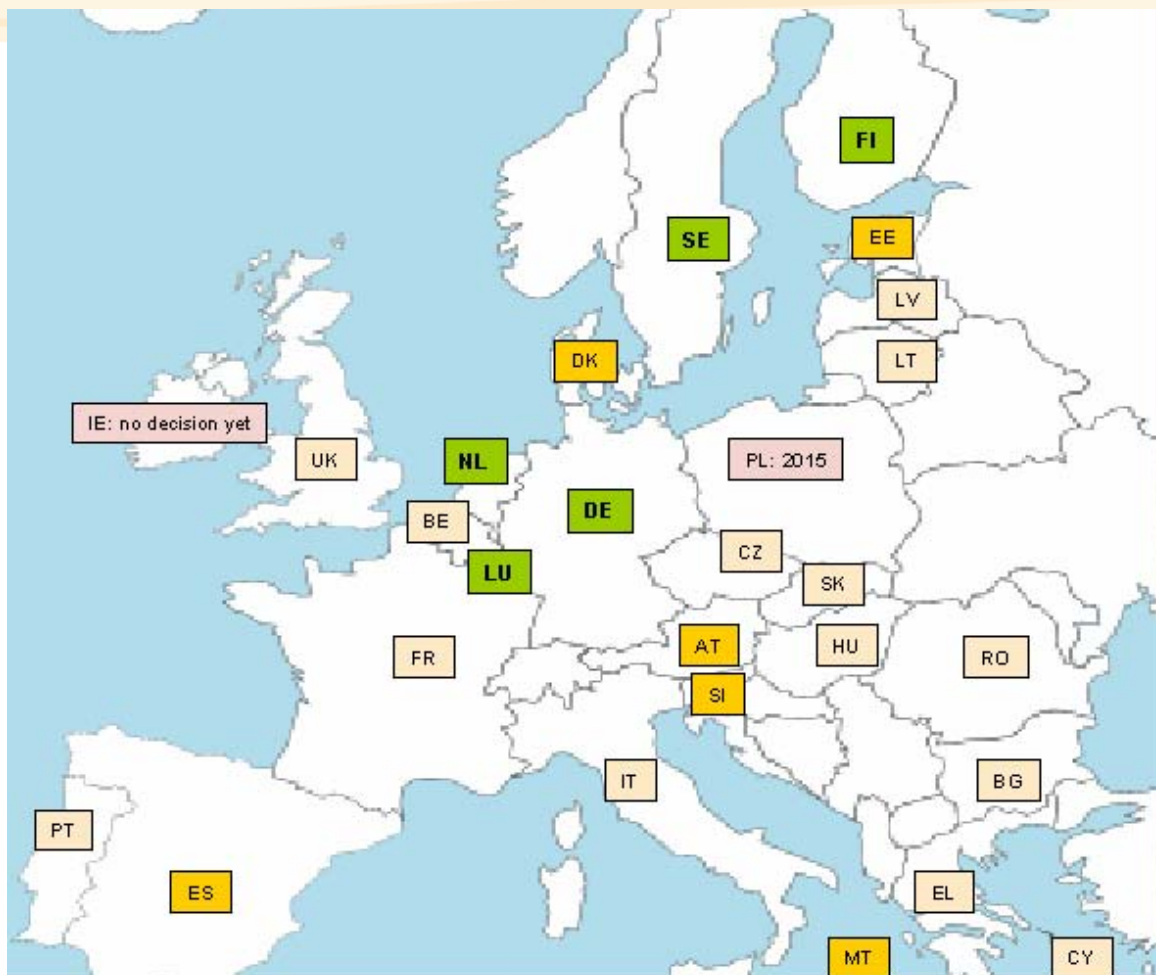 FI
SE
EE
LV
DK
LT
IE: no decision yet
UK
NL
PL: 2015
BE
DE
CZ
LU
SK
FR
AT
HU
RO
SI
IT
BG
PT
ES
EL
MT
CY